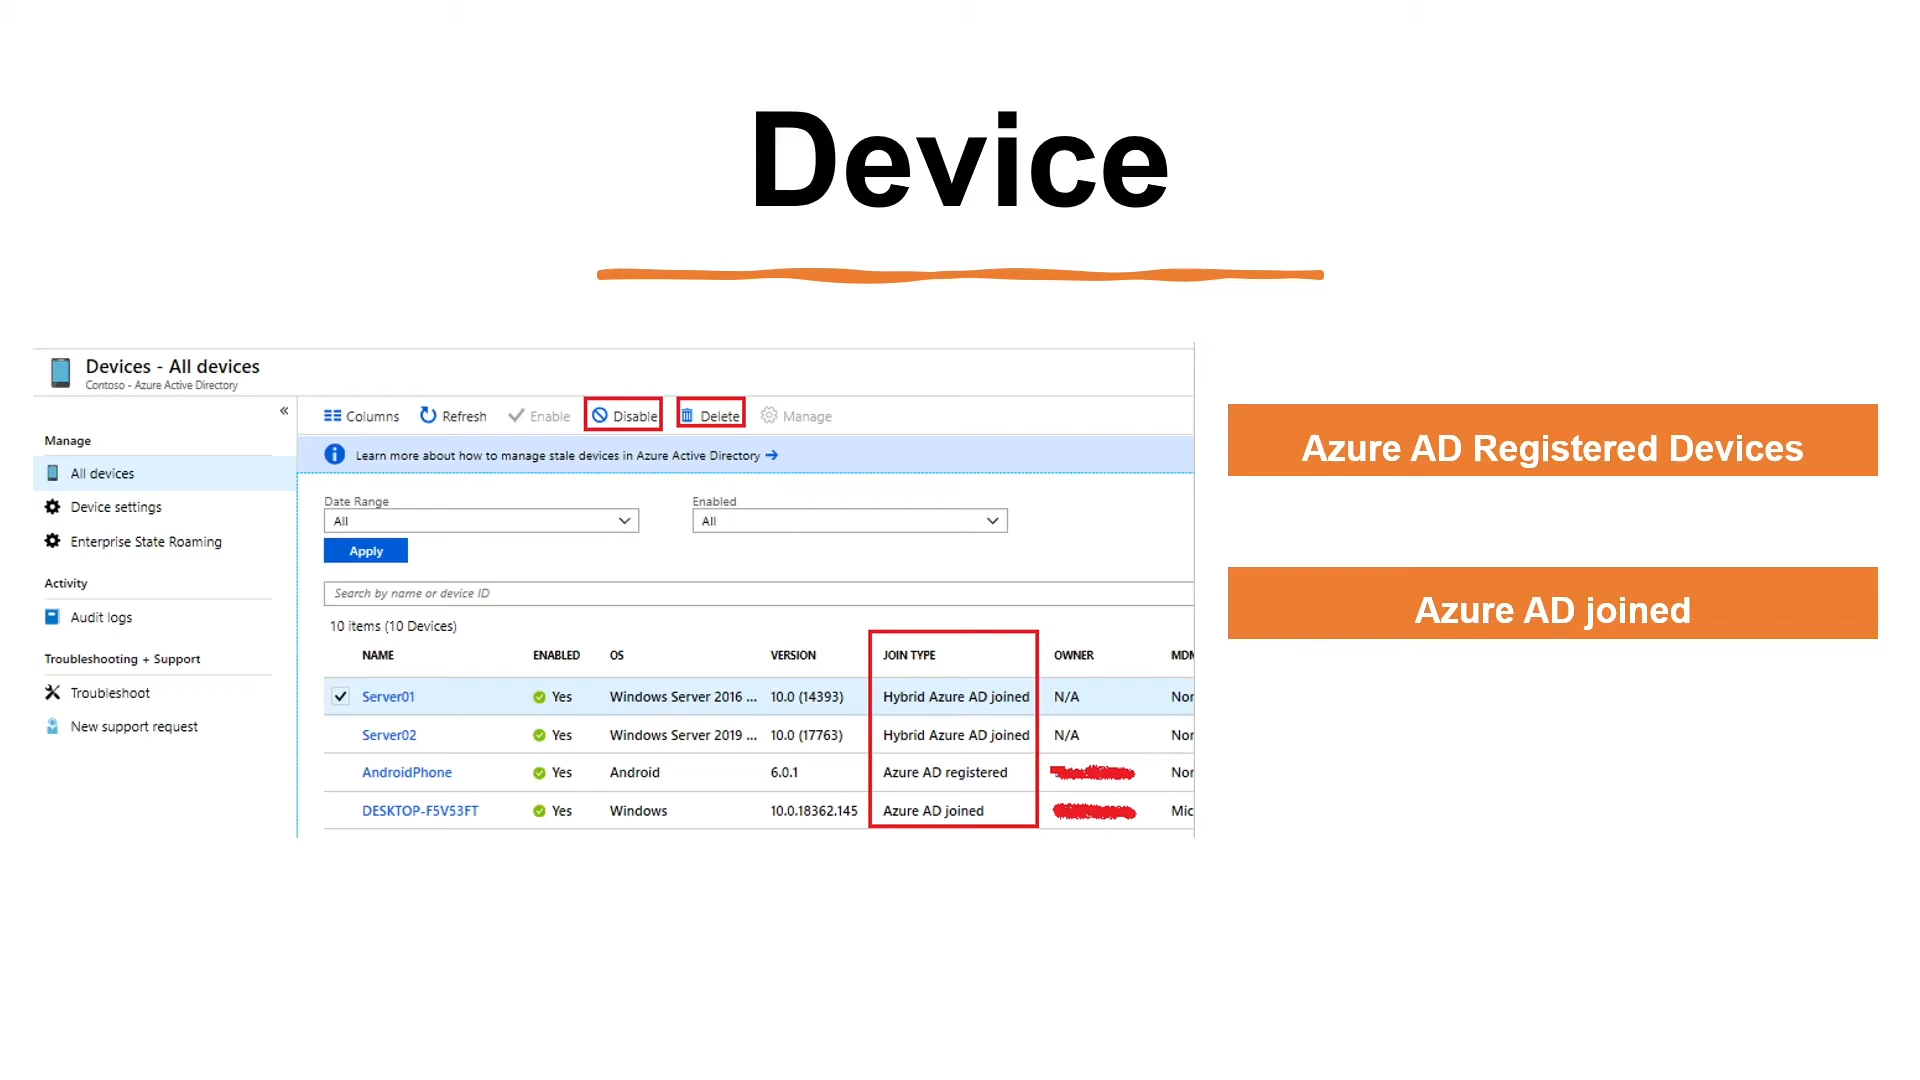 Device
Devices - All devices
Contoso - Azure Active Directory
«
Manage
All devices
Device settings
Enterprise State Roaming
Activity
Audit logs
Troubleshooting + Support
Troubleshoot
New support request
Columns Refresh Enable Disable Delete Manage
Learn more about how to manage stale devices in Azure Active Directory →
Date Range Enabled
All All
Apply
Search by name or device ID
10 items (10 Devices)
NAME ENABLED OS VERSION JOIN TYPE OWNER MDM
Server01 Yes Windows Server 2016 ... 10.0 (14393) Hybrid Azure AD joined N/A Nor
Server02 Yes Windows Server 2019 ... 10.0 (17763) Hybrid Azure AD joined N/A Nor
AndroidPhone Yes Android 6.0.1 Azure AD registered Nor
DESKTOP-F5V53FT Yes Windows 10.0.18362.145 Azure AD joined Mic
Azure AD Registered Devices
Azure AD joined